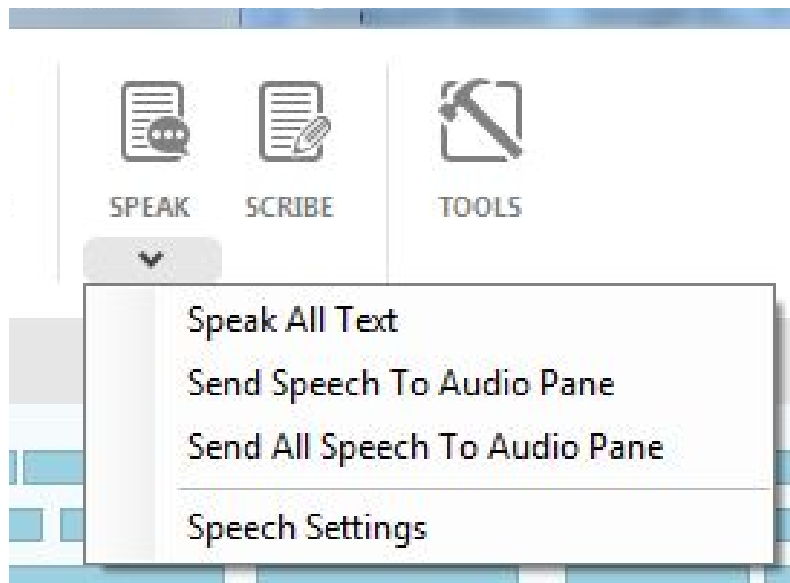 SPEAK SCRIBE TOOLS
Speak All Text
Send Speech To Audio Pane
Send All Speech To Audio Pane
Speech Settings